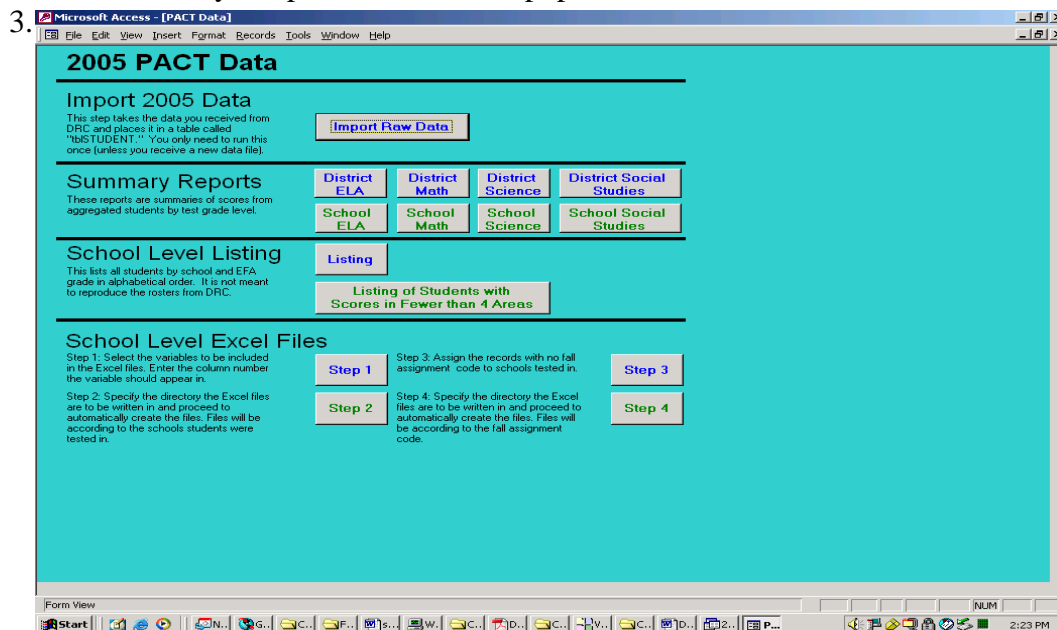 3.
Microsoft Access - [PACT Data]
File Edit View Insert Format Records Tools Window Help
2005 PACT Data
Import 2005 Data
This step takes the data you received from
DRC and places it in a table called
"tblSTUDENT." You only need to run this
once (unless you receive a new data file).
Import Raw Data
Summary Reports
These reports are summaries of scores from
aggregated students by test grade level.
District ELA
District Math
District Science
District Social Studies
School ELA
School Math
School Science
School Social Studies
School Level Listing
This lists all students by school and EFA
grade in alphabetical order. It is not meant
to reproduce the rosters from DRC.
Listing
Listing of Students with
Scores in Fewer than 4 Areas
School Level Excel Files
Step 1: Select the variables to be included
in the Excel files. Enter the column number
the variable should appear in.
Step 1
Step 2: Specify the directory the Excel files
are to be written in and proceed to
automatically create the files. Files will be
according to the schools students were
tested in.
Step 2
Step 3: Assign the records with no fall
assignment code to schools tested in.
Step 3
Step 4: Specify the directory the Excel
files are to be written in and proceed to
automatically create the files. Files will
be according to the fall assignment
code.
Step 4
Form View
NUM
Start N.. G.. C.. F.. s... W.. C.. D.. C.. V.. C.. D.. 2.. P... 2:23 PM